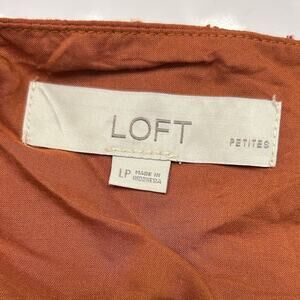 LOFT
PETITES
LP
MADE IN
INDONESIA